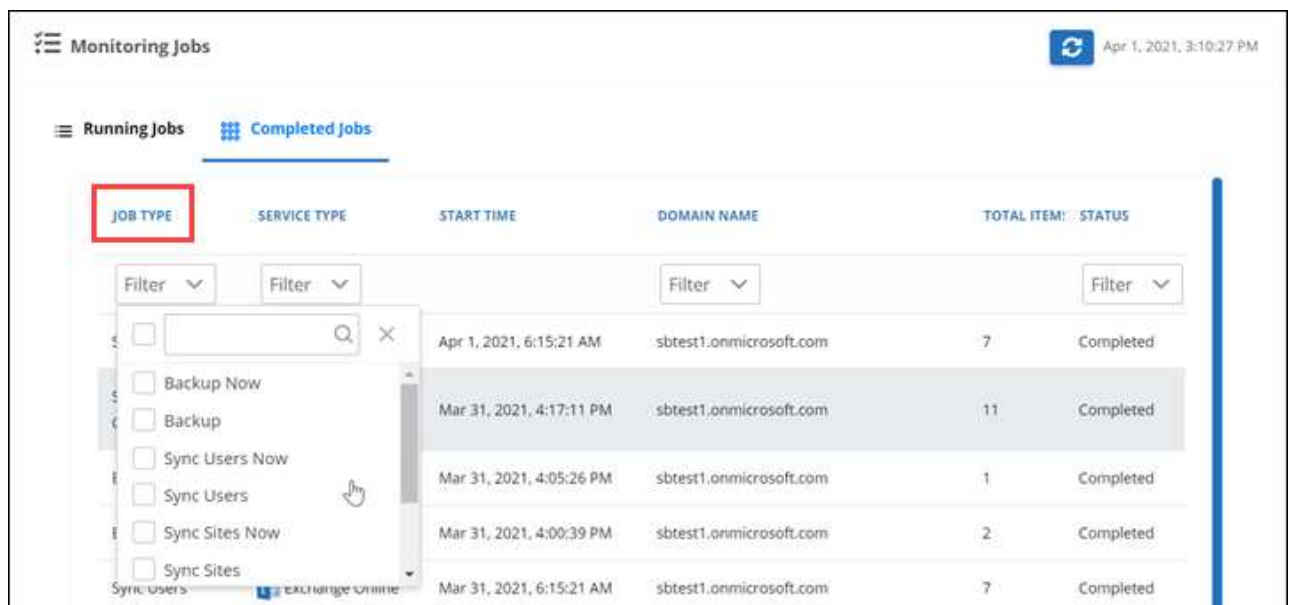 Monitoring Jobs
Apr 1, 2021, 3:10:27 PM
Running Jobs Completed Jobs
JOB TYPE SERVICE TYPE START TIME DOMAIN NAME TOTAL ITEM: STATUS
Filter Filter Filter Filter
Apr 1, 2021, 6:15:21 AM sbtest1.onmicrosoft.com 7 Completed
Backup Now
Mar 31, 2021, 4:17:11 PM sbtest1.onmicrosoft.com 11 Completed
Backup
Sync Users Now
Mar 31, 2021, 4:05:26 PM sbtest1.onmicrosoft.com 1 Completed
Sync Users
Sync Sites Now
Mar 31, 2021, 4:00:39 PM sbtest1.onmicrosoft.com 2 Completed
Sync Sites
Sync Users Exchange Online Mar 31, 2021, 6:15:21 AM sbtest1.onmicrosoft.com 7 Completed